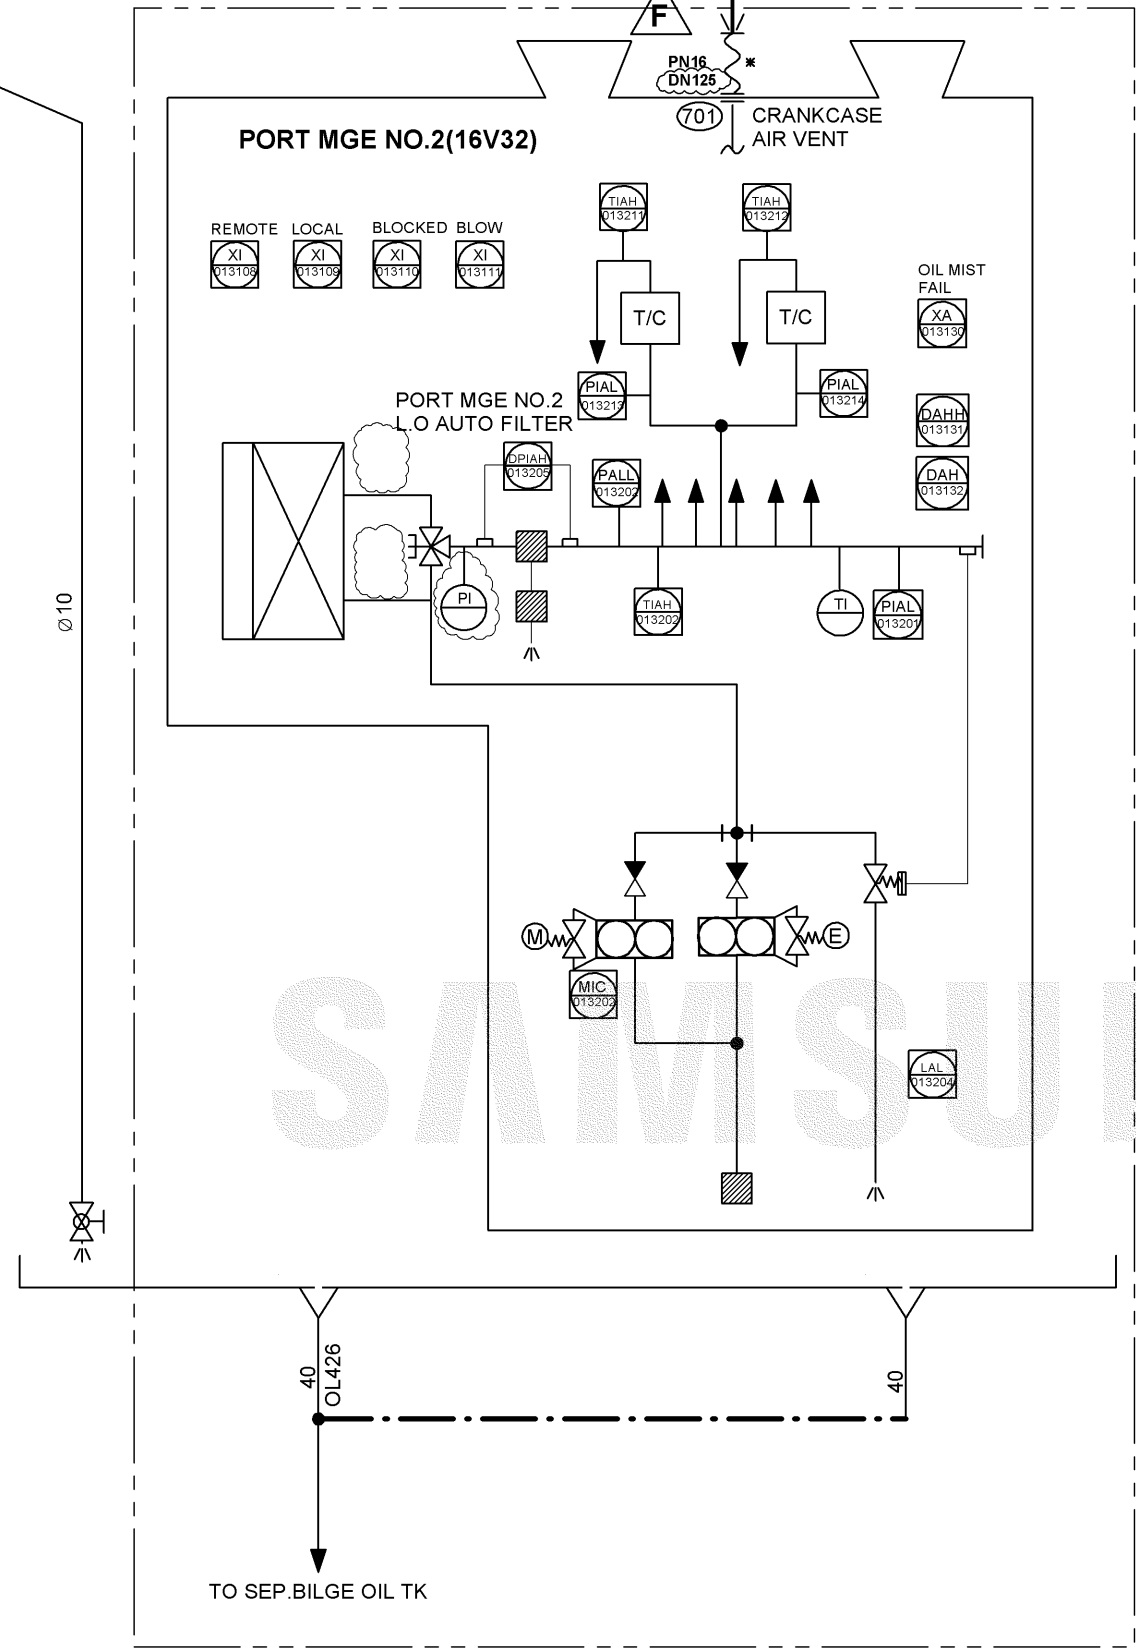 F
PN16
*
DN125
701
CRANKCASE
AIR VENT
PORT MGE NO.2(16V32)
TIAH
013211
TIAH
013212
REMOTE
LOCAL
BLOCKED
BLOW
XI
013108
XI
013109
XI
013110
XI
013111
OIL MIST
FAIL
XA
013130
T/C
T/C
PIAL
013213
PIAL
013214
PORT MGE NO.2
L.O AUTO FILTER
DAHH
013131
DPIAH
013205
PALL
013202
DAH
013132
PI
TIAH
013202
TI
PIAL
013201
Ø10
M
E
MIC
013202
SAMSU
LAL
013204
40
OL426
40
TO SEP.BILGE OIL TK